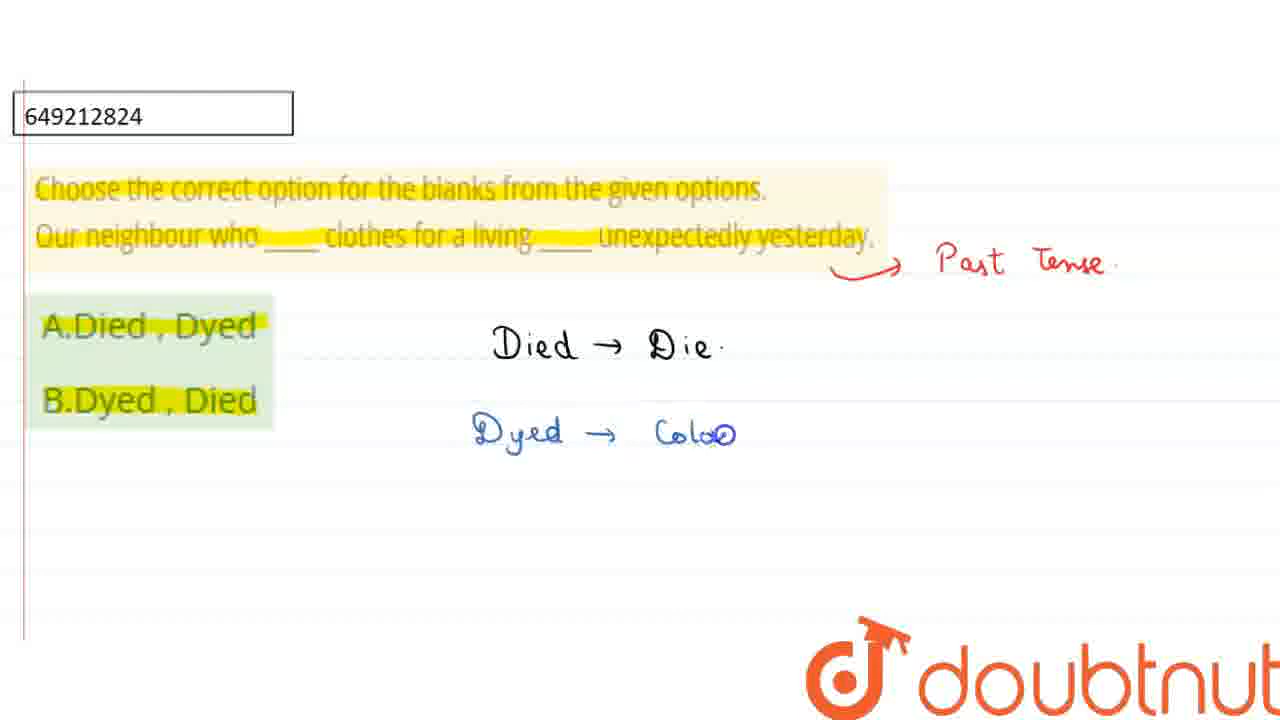 649212824
Choose the correct option for the blanks from the given options.
Our neighbour who ____ clothes for a living ____ unexpectedly yesterday.
Past Tense.
A.Died , Dyed
Died → Die.
B.Dyed , Died
Dyed → Colo
doubtnut